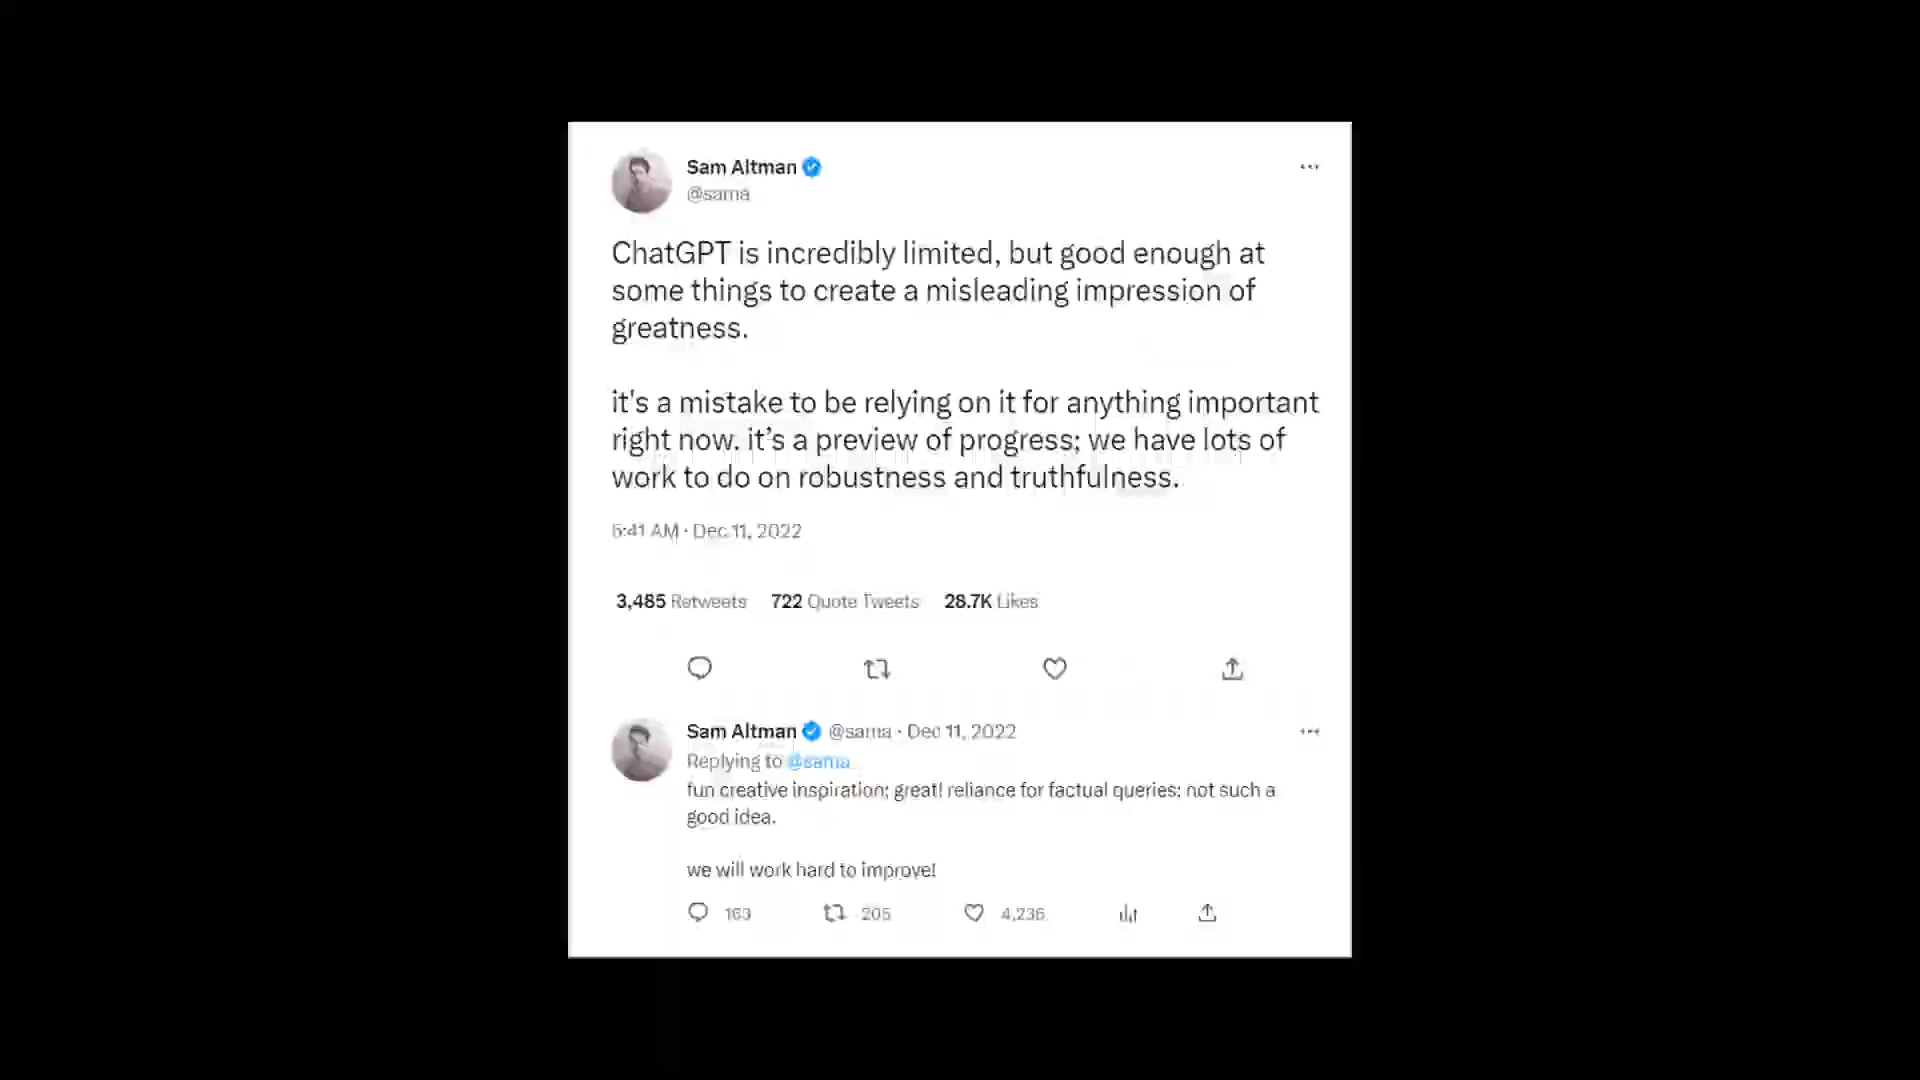 Sam Altman
@sama
ChatGPT is incredibly limited, but good enough at
some things to create a misleading impression of
greatness.
it's a mistake to be relying on it for anything important
right now. it’s a preview of progress; we have lots of
work to do on robustness and truthfulness.
5:41 AM · Dec 11, 2022
3,485 Retweets 722 Quote Tweets 28.7K Likes
Sam Altman @sama · Dec 11, 2022
Replying to @sama
fun creative inspiration; great! reliance for factual queries; not such a
good idea.
we will work hard to improve!
163 205 4,236